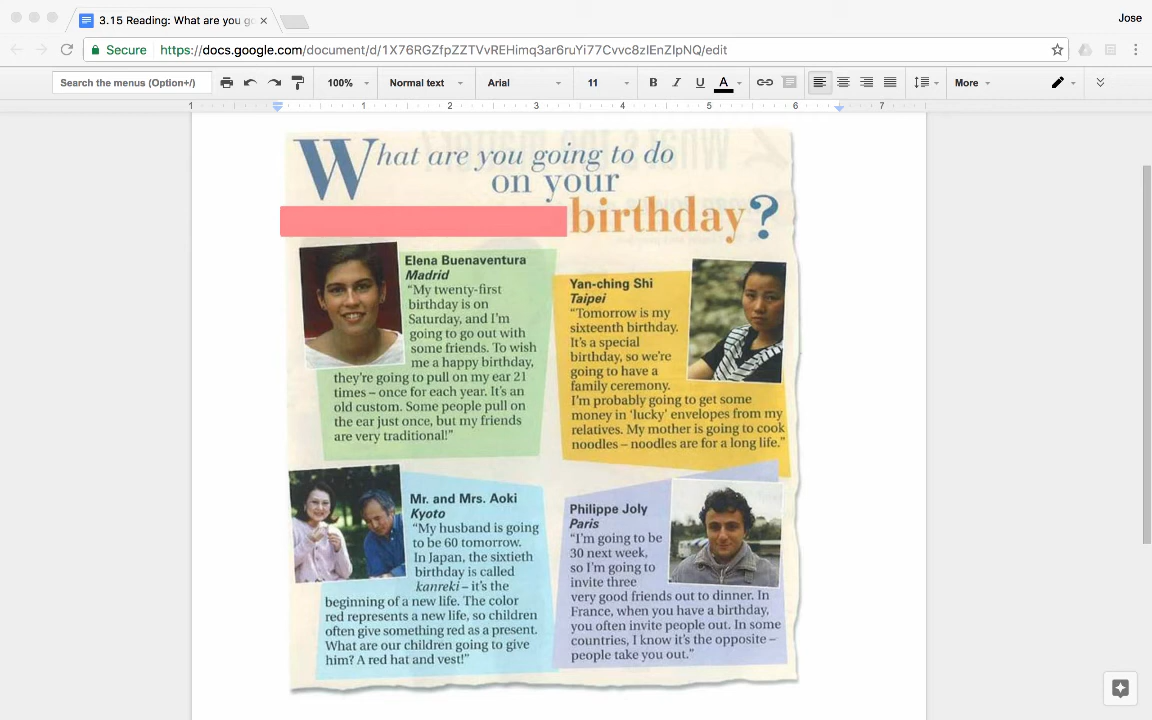 3.15 Reading: What are you g
Jose
Secure https://docs.google.com/document/d/1X76RGZfpZZTVvREHimq3ar6ruYi77Cvvc8zIEnZIpNQ/edit
Search the menus (Option+/) 100% Normal text Arial 11 B I U A More
1 1 2 3 4 5 6 7
What are you going to do
on your
birthday?
Elena Buenaventura
Madrid
"My twenty-first
birthday is on
Saturday, and I'm
going to go out with
some friends. To wish
me a happy birthday,
they're going to pull on my ear 21
times – once for each year. It's an
old custom. Some people pull on
the ear just once, but my friends
are very traditional!"
Yan-ching Shi
Taipei
"Tomorrow is my
sixteenth birthday.
It's a special
birthday, so we're
going to have a
family ceremony.
I'm probably going to get some
money in 'lucky' envelopes from my
relatives. My mother is going to cook
noodles – noodles are for a long life."
Mr. and Mrs. Aoki
Kyoto
"My husband is going
to be 60 tomorrow.
In Japan, the sixtieth
birthday is called
kanreki – it's the
beginning of a new life. The color
red represents a new life, so children
often give something red as a present.
What are our children going to give
him? A red hat and vest!"
Philippe Joly
Paris
"I'm going to be
30 next week,
so I'm going to
invite three
very good friends out to dinner. In
France, when you have a birthday,
you often invite people out. In some
countries, I know it's the opposite –
people take you out."